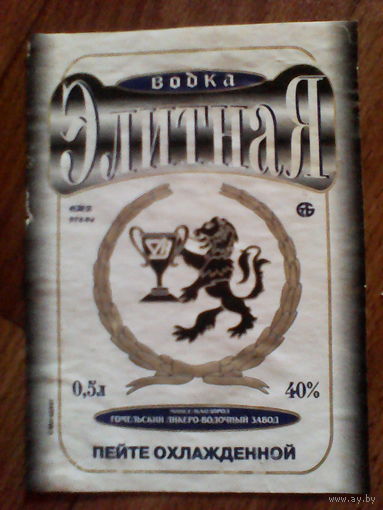 Водка
Элитная
0,5л
40%
ГОМЕЛЬСКИЙ ЛИКЕРО-ВОДОЧНЫЙ ЗАВОД
ПЕЙТЕ ОХЛАЖДЕННОЙ
www.ay.by